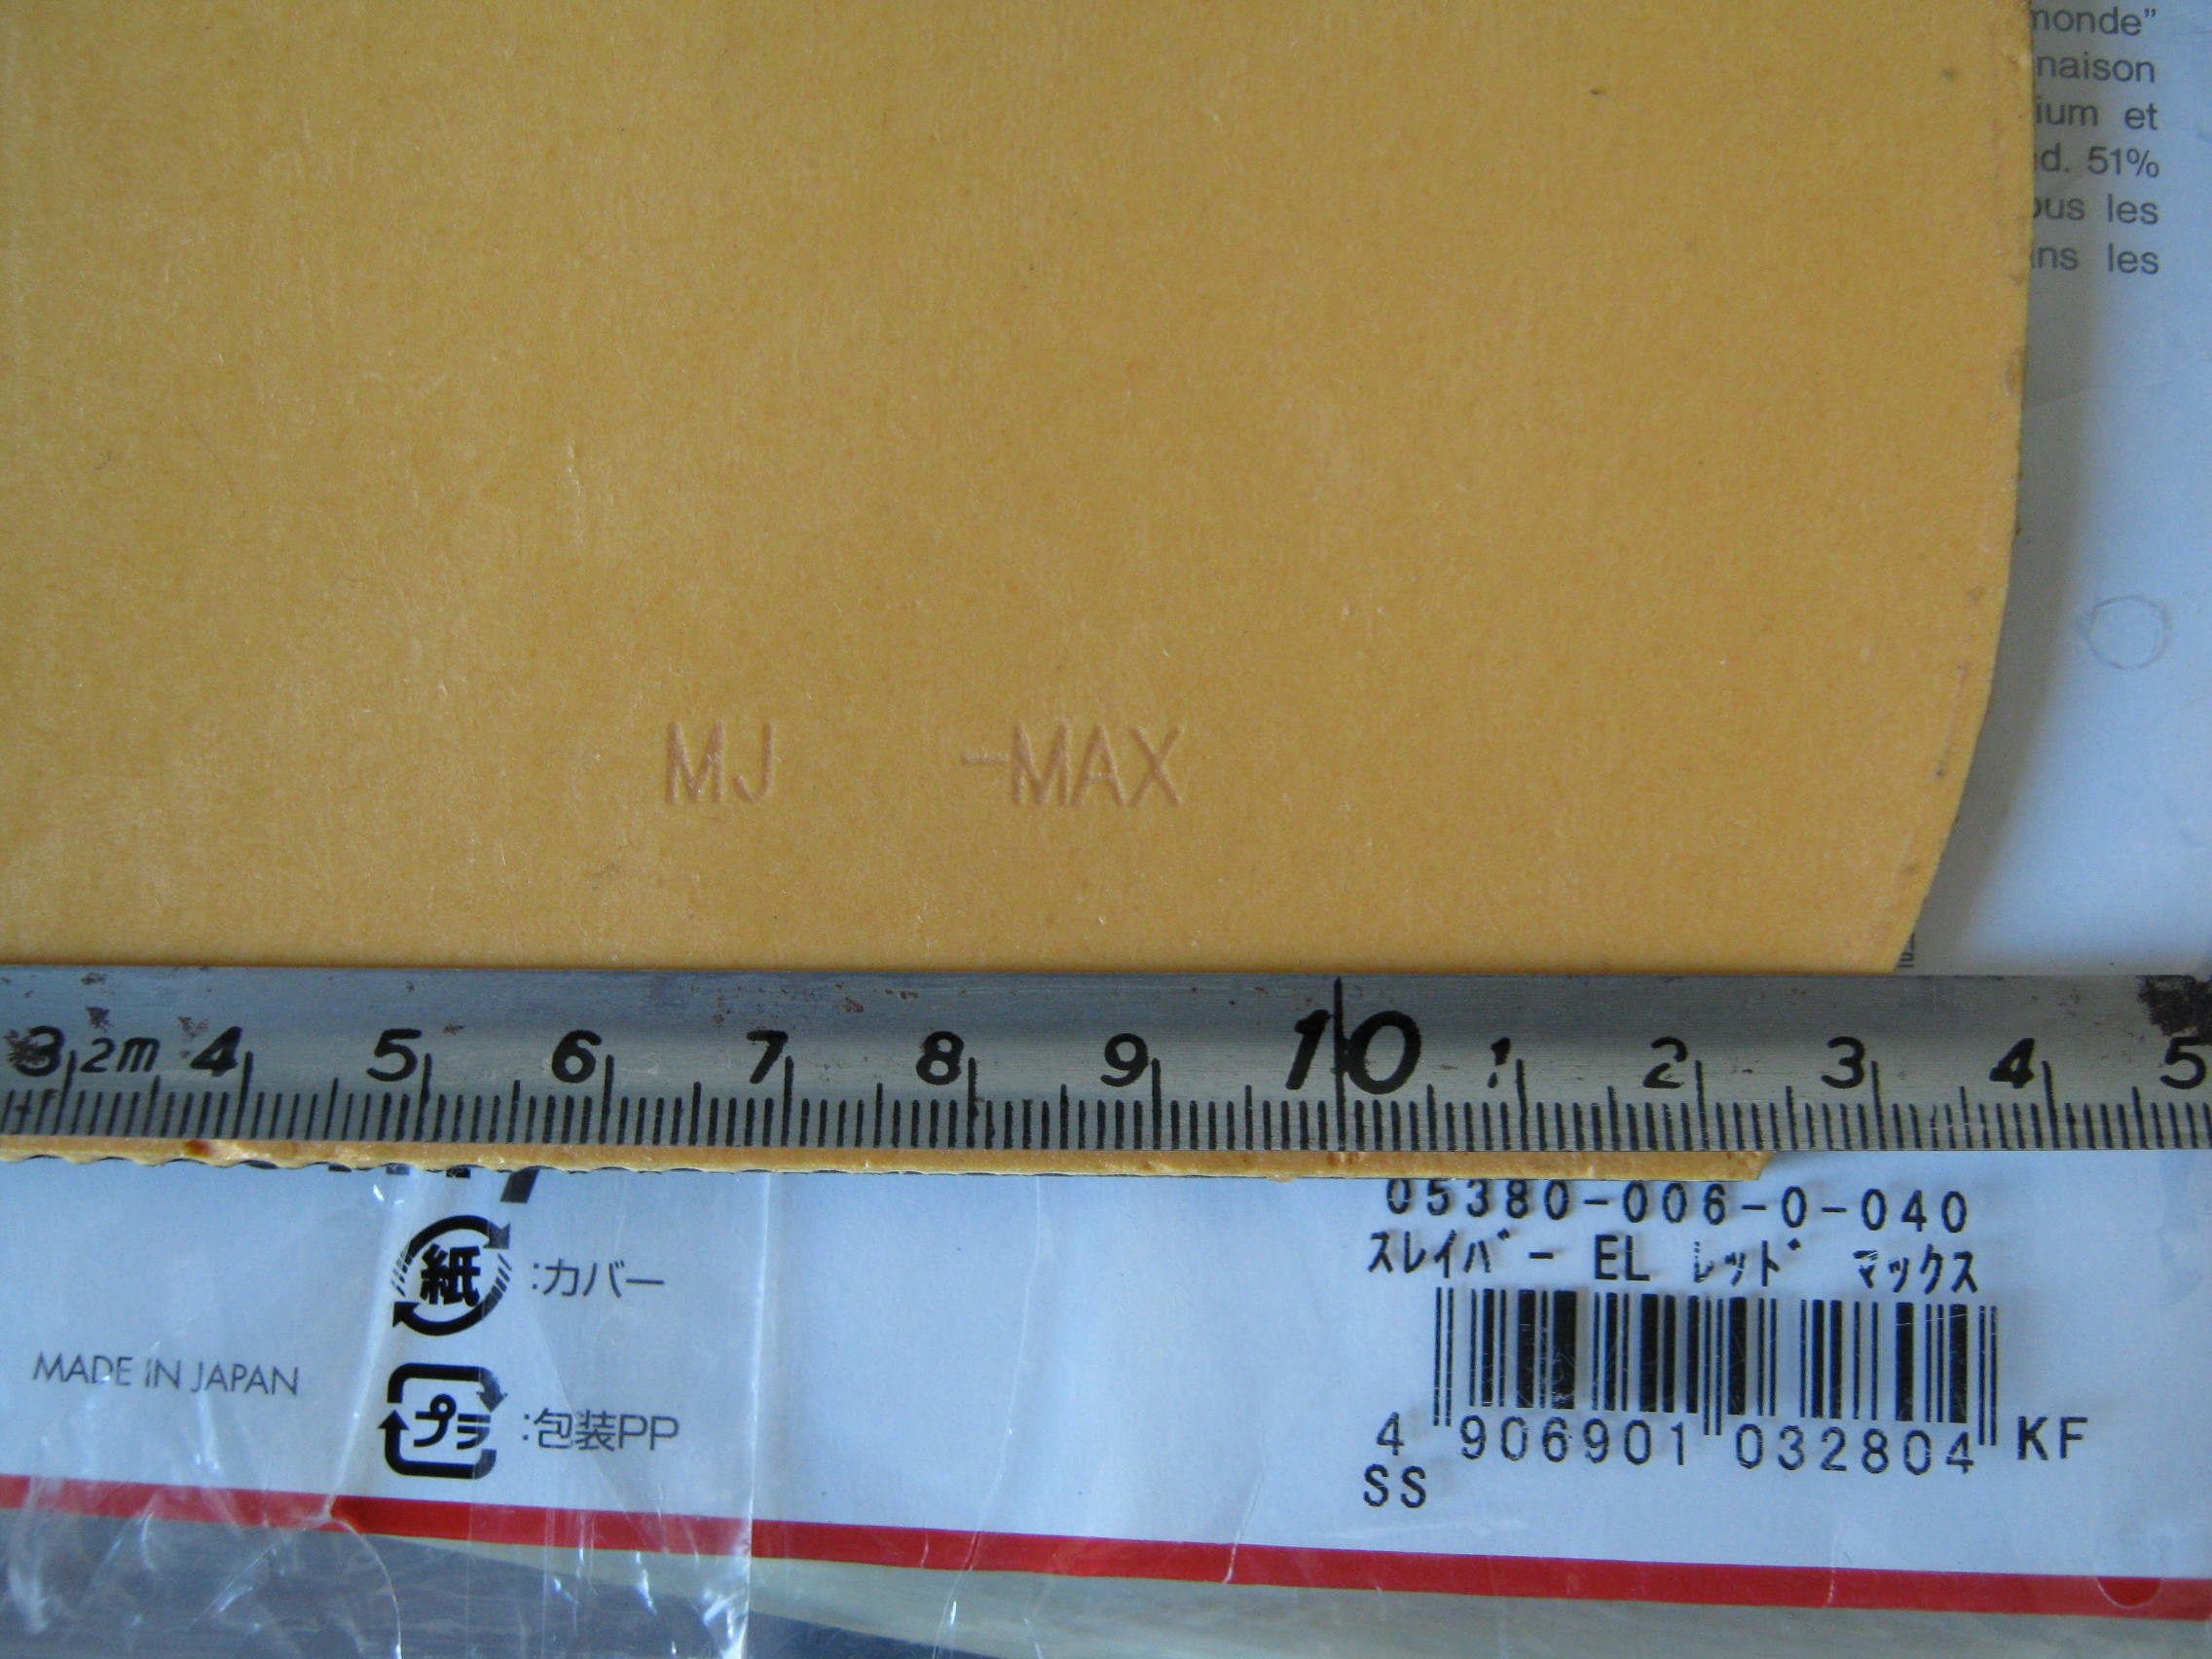 monde”
naison
ium et
d. 51%
ous les
ans les
MJ -MAX
3 2m 4 5 6 7 8 9 10 1 2 3 4 5
05380-006-0-040
スレイバー EL レッド マックス
紙 :カバー
MADE IN JAPAN
プラ :包装PP
4 906901 032804 KF
SS